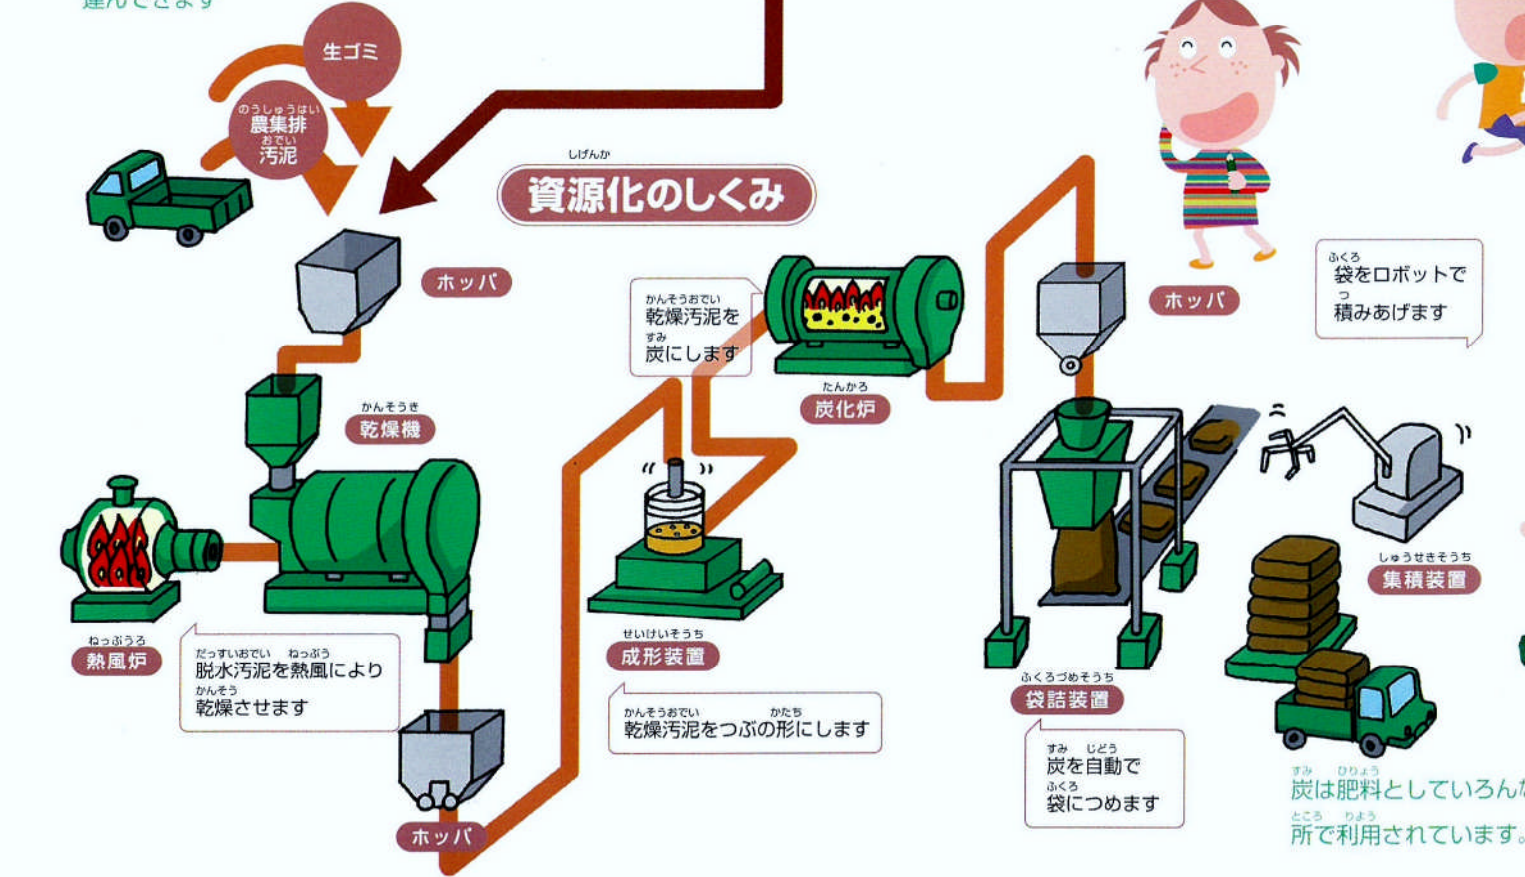 運んできます
生ゴミ
のうしゅうはい
農集排
おでい
汚泥
しげんか
資源化のしくみ
ホッパ
かんそうき
乾燥機
ねっぷうろ
熱風炉
だっすいおでい ねっぷう
脱水汚泥を熱風により
かんそう
乾燥させます
ホッパ
かんそうおでい
乾燥汚泥を
すみ
炭にします
たんかろ
炭化炉
せいけいそうち
成形装置
かんそうおでい かたち
乾燥汚泥をつぶの形にします
ホッパ
ふくろづめそうち
袋詰装置
すみ じどう
炭を自動で
ふくろ
袋につめます
ふくろ
袋をロボットで
つ
積みあげます
しゅうせきそうち
集積装置
すみ ひりょう
炭は肥料としていろんな
ところ りよう
所で利用されています。